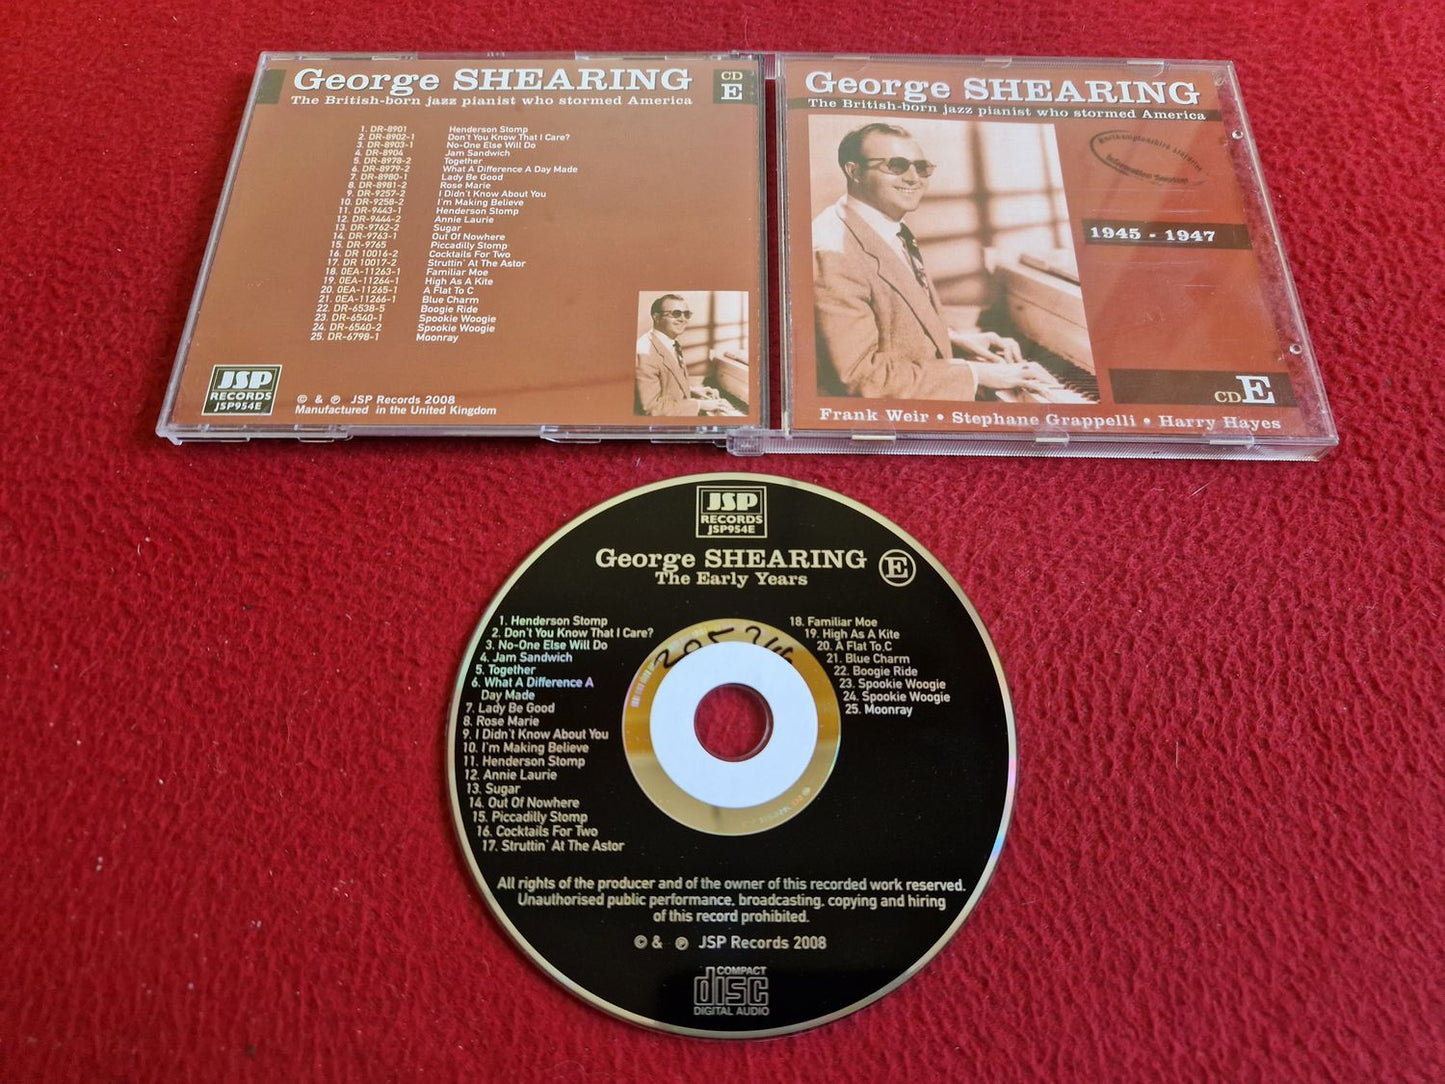 George SHEARING
The British-born jazz pianist who stormed America
CD
E
1. DR-8901 Henderson Stomp
2. DR-8902-1 Don't You Know That I Care?
3. DR-8903-1 No-One Else Will Do
4. DR-8904 Jam Sandwich
5. DR-8978-2 Together
6. DR-8979-2 What A Difference A Day Made
7. DR-8980-1 Lady Be Good
8. DR-8981-2 Rose Marie
9. DR-9257-2 I Didn't Know About You
10. DR-9258-2 I'm Making Believe
11. DR-9443-1 Henderson Stomp
12. DR-9444-2 Annie Laurie
13. DR-9762-2 Sugar
14. DR-9763-1 Out Of Nowhere
15. DR-9765 Piccadilly Stomp
16. DR 10016-2 Cocktails For Two
17. DR 10017-2 Struttin' At The Astor
18. 0EA-11263-1 Familiar Moe
19. 0EA-11264-1 High As A Kite
20. 0EA-11265-1 A Flat To C
21. 0EA-11266-1 Blue Charm
22. DR-6538-5 Boogie Ride
23. DR-6540-1 Spookie Woogie
24. DR-6540-2 Spookie Woogie
25. DR-6798-1 Moonray
JSP
RECORDS
JSP954E
© & ℗ JSP Records 2008
Manufactured in the United Kingdom
George SHEARING
The British-born jazz pianist who stormed America
Northamptonshire Libraries
Information Service
1945 - 1947
CD E
Frank Weir • Stephane Grappelli • Harry Hayes
JSP
RECORDS
JSP954E
George SHEARING
The Early Years
E
1. Henderson Stomp
2. Don't You Know That I Care?
3. No-One Else Will Do
4. Jam Sandwich
5. Together
6. What A Difference A
Day Made
7. Lady Be Good
8. Rose Marie
9. I Didn't Know About You
10. I'm Making Believe
11. Henderson Stomp
12. Annie Laurie
13. Sugar
14. Out Of Nowhere
15. Piccadilly Stomp
16. Cocktails For Two
17. Struttin' At The Astor
18. Familiar Moe
19. High As A Kite
20. A Flat To C
21. Blue Charm
22. Boogie Ride
23. Spookie Woogie
24. Spookie Woogie
25. Moonray
All rights of the producer and of the owner of this recorded work reserved.
Unauthorised public performance, broadcasting, copying and hiring
of this record prohibited.
© & ℗ JSP Records 2008
COMPACT
disc
DIGITAL AUDIO